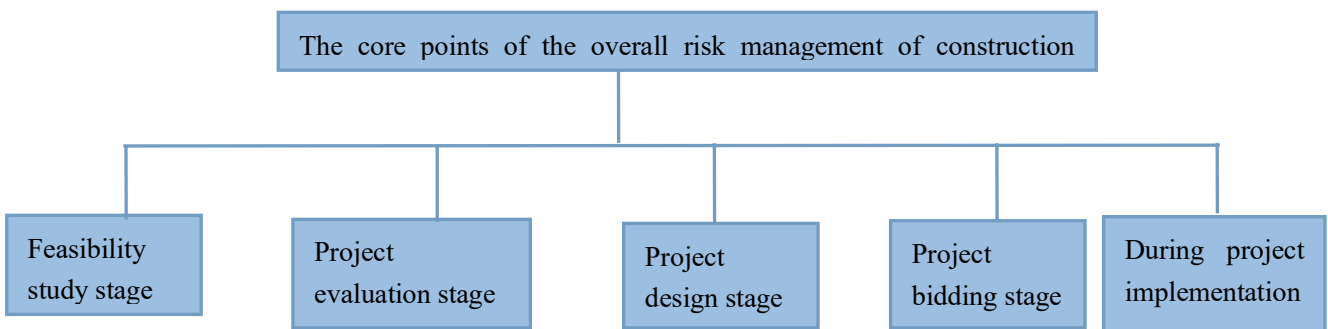 The core points of the overall risk management of construction
Feasibility
study stage
Project
evaluation stage
Project
design stage
Project
bidding stage
During project
implementation